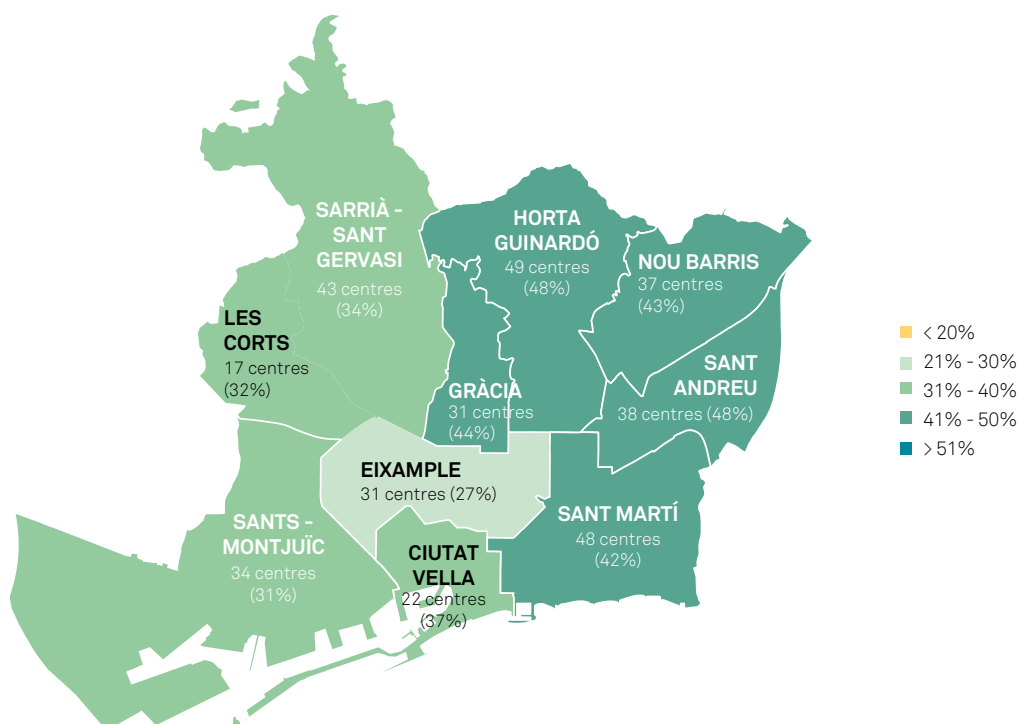 SARRIÀ -
SANT
GERVASI
43 centres
(34%)
HORTA
GUINARDÓ
49 centres
(48%)
NOU BARRIS
37 centres
(43%)
LES
CORTS
17 centres
(32%)
GRÀCIA
31 centres
(44%)
SANT
ANDREU
38 centres (48%)
EIXAMPLE
31 centres (27%)
SANT MARTÍ
48 centres
(42%)
SANTS -
MONTJUÏC
34 centres
(31%)
CIUTAT
VELLA
22 centres
(37%)
< 20%
21% - 30%
31% - 40%
41% - 50%
> 51%